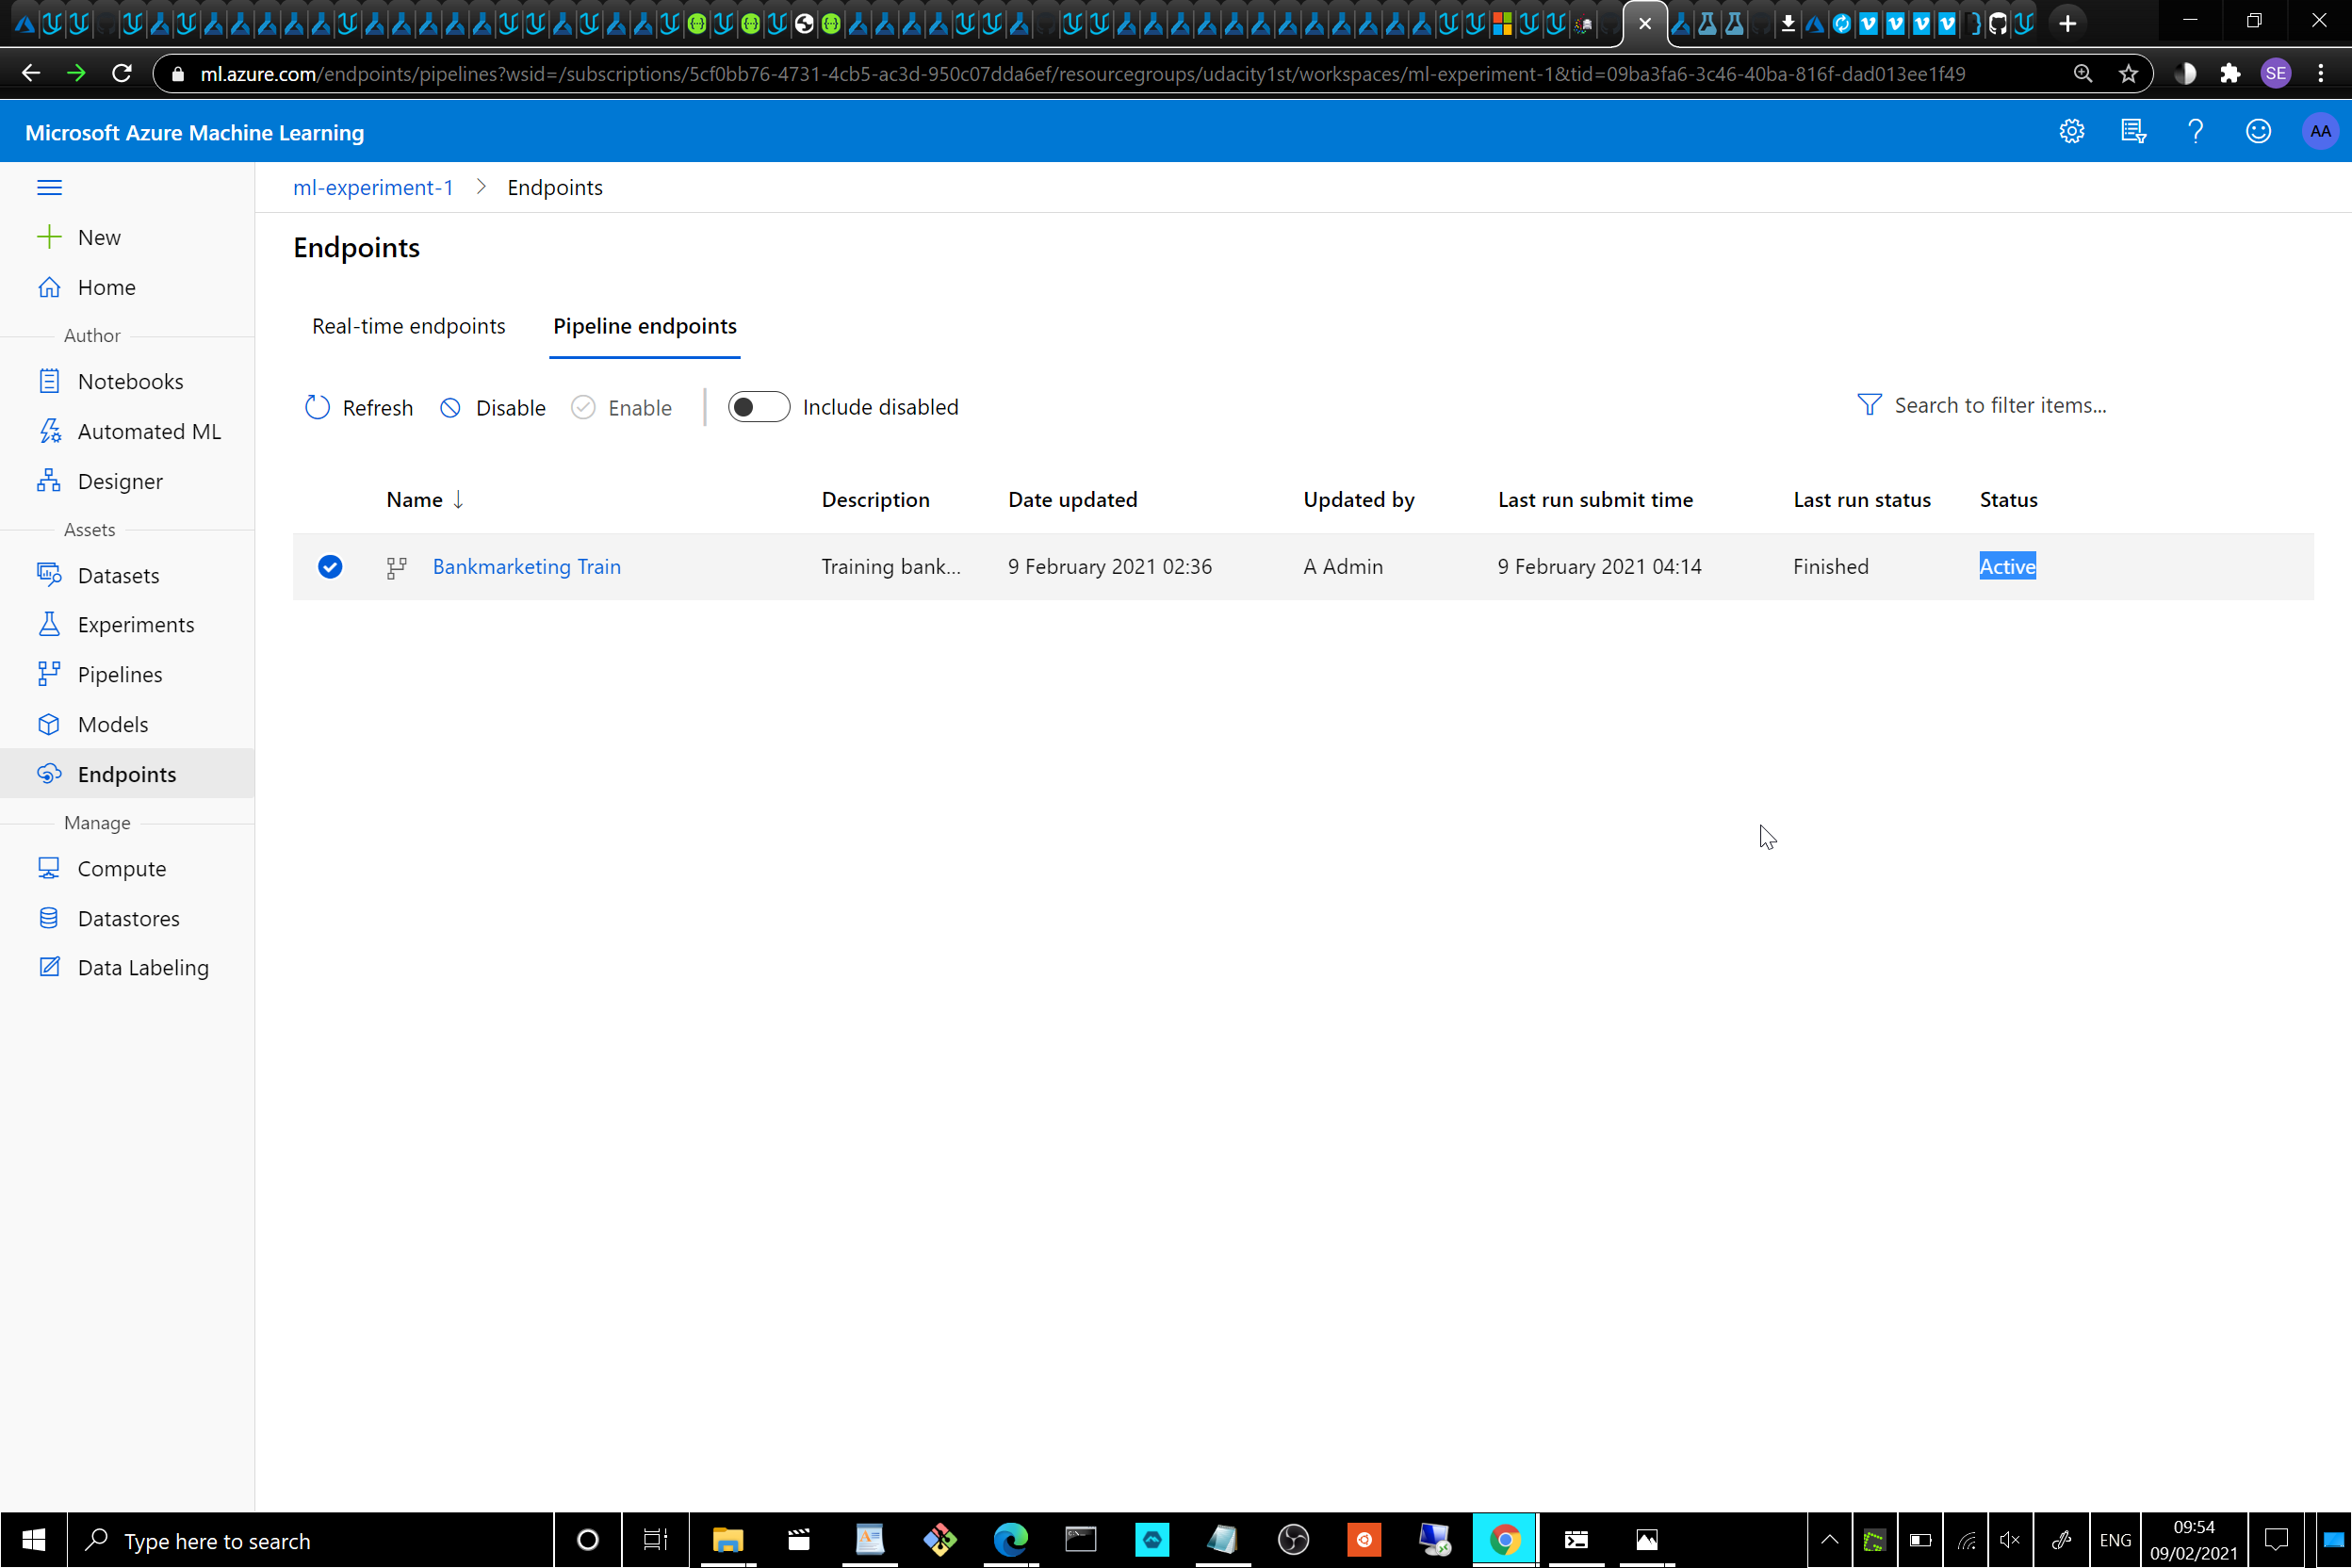 ml.azure.com/endpoints/pipelines?wsid=/subscriptions/5cf0bb76-4731-4cb5-ac3d-950c07dda6ef/resourcegroups/udacity1st/workspaces/ml-experiment-1&tid=09ba3fa6-3c46-40ba-816f-dad013ee1f49
SE
Microsoft Azure Machine Learning
AA
ml-experiment-1 > Endpoints
New
Home
Author
Notebooks
Automated ML
Designer
Assets
Datasets
Experiments
Pipelines
Models
Endpoints
Manage
Compute
Datastores
Data Labeling
Endpoints
Real-time endpoints Pipeline endpoints
Refresh Disable Enable Include disabled Search to filter items...
Name ↓ Description Date updated Updated by Last run submit time Last run status Status
Bankmarketing Train Training bank... 9 February 2021 02:36 A Admin 9 February 2021 04:14 Finished Active
Type here to search
ENG
09:54
09/02/2021